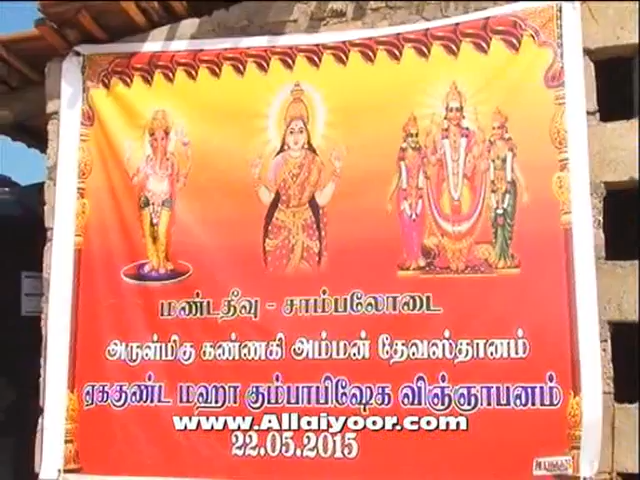 மண்டதீவு - சாம்பலோடை
அருள்மிகு கண்ணகி அம்மன் தேவஸ்தானம்
ஏககுண்ட மஹா கும்பாபிஷேக விஞ்ஞாபனம்
www.Allaiyoor.com
22.05.2015